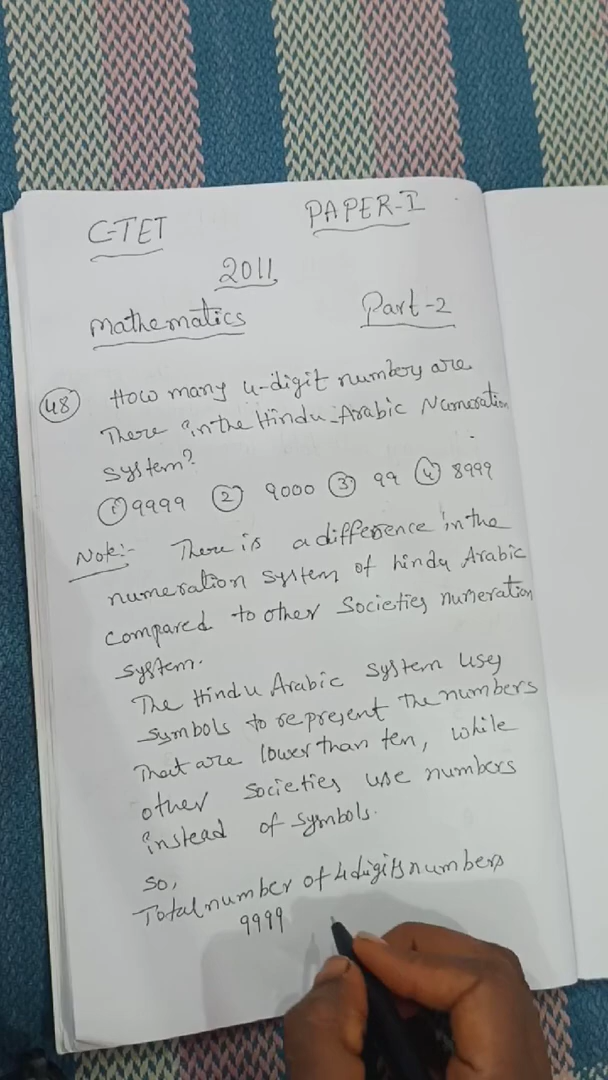 C-TET PAPER-I
2011
Mathematics Part-2
48 How many 4-digit numbers are
There in the Hindu-Arabic Numeration
system?
1 9999 2 9000 3 99 4 8999
Note:- There is a difference in the
numeration system of hindu Arabic
compared to other Societies numeration
system.
The Hindu Arabic system uses
symbols to represent the numbers
That are lower than ten, while
other societies use numbers
instead of symbols.
So,
Total number of 4 digits numbers
9999